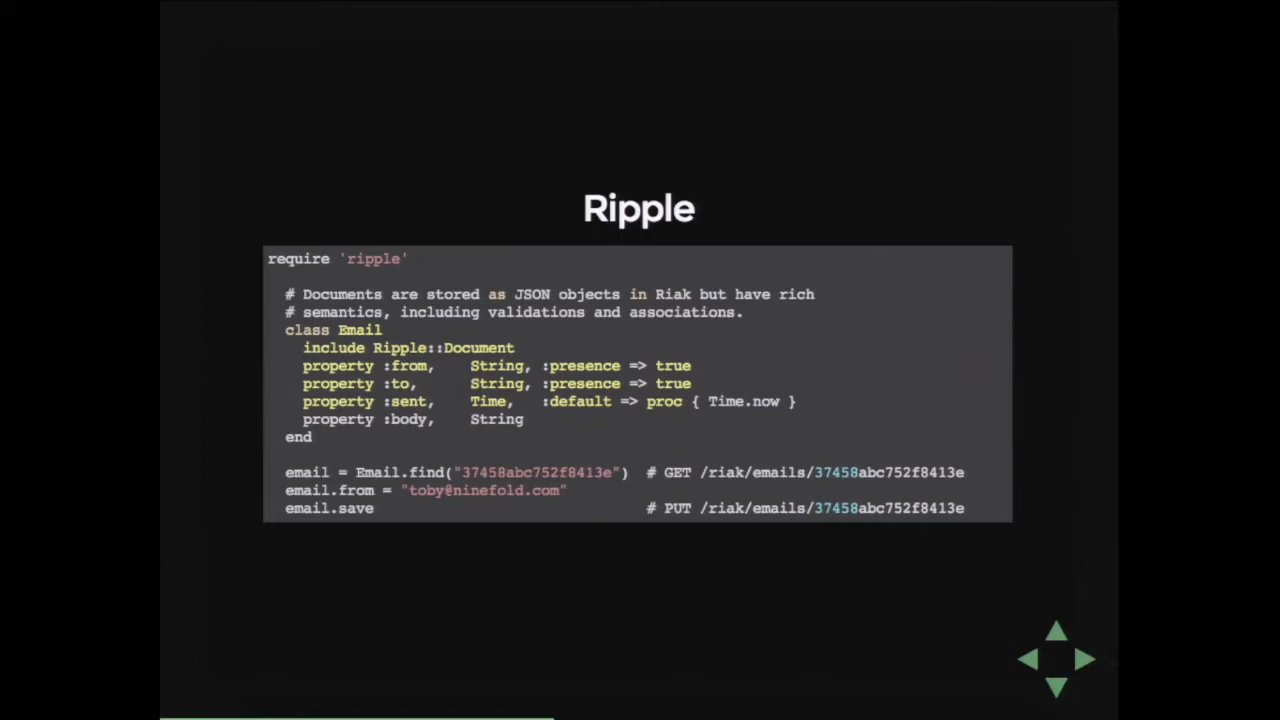 Ripple
require 'ripple'
# Documents are stored as JSON objects in Riak but have rich
# semantics, including validations and associations.
class Email
include Ripple::Document
property :from,    String, :presence => true
property :to,      String, :presence => true
property :sent,    Time,   :default => proc { Time.now }
property :body,    String
end
email = Email.find("37458abc752f8413e")  # GET /riak/emails/37458abc752f8413e
email.from = "toby@ninefold.com"
email.save                               # PUT /riak/emails/37458abc752f8413e